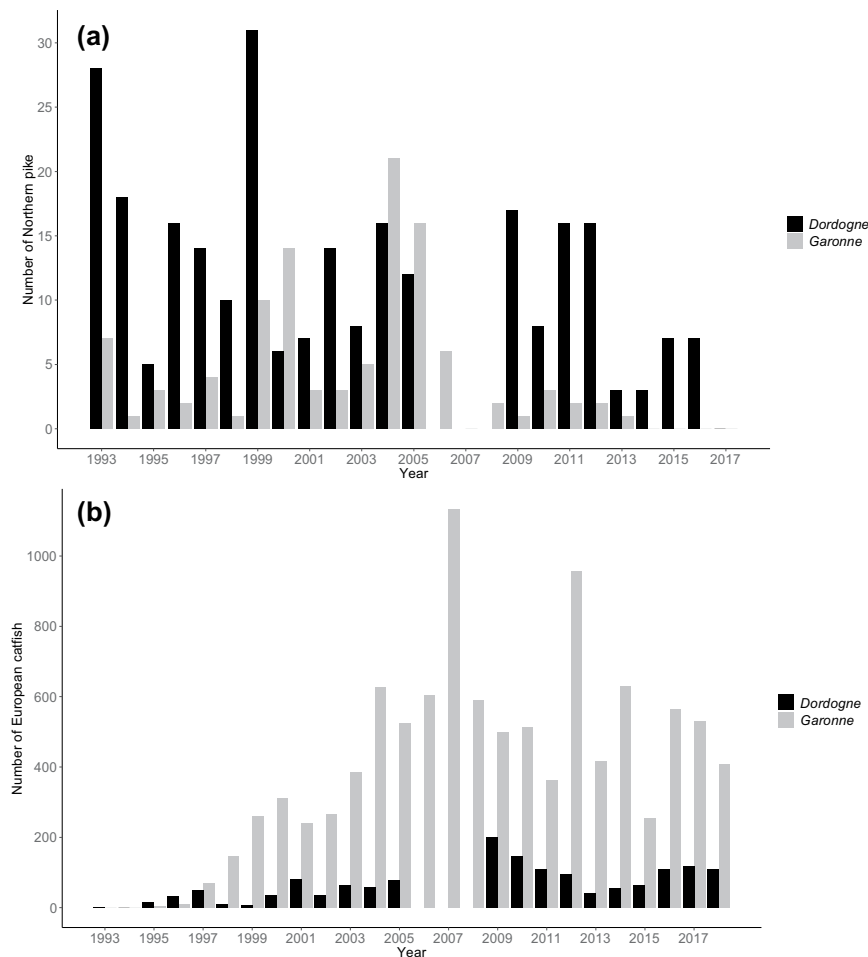 (a)
30
25
20
15
10
5
0
Number of Northern pike
1993 1995 1997 1999 2001 2003 2005 2007 2009 2011 2013 2015 2017
Year
Dordogne
Garonne
(b)
1000
800
600
400
200
0
Number of European catfish
1993 1995 1997 1999 2001 2003 2005 2007 2009 2011 2013 2015 2017
Year
Dordogne
Garonne